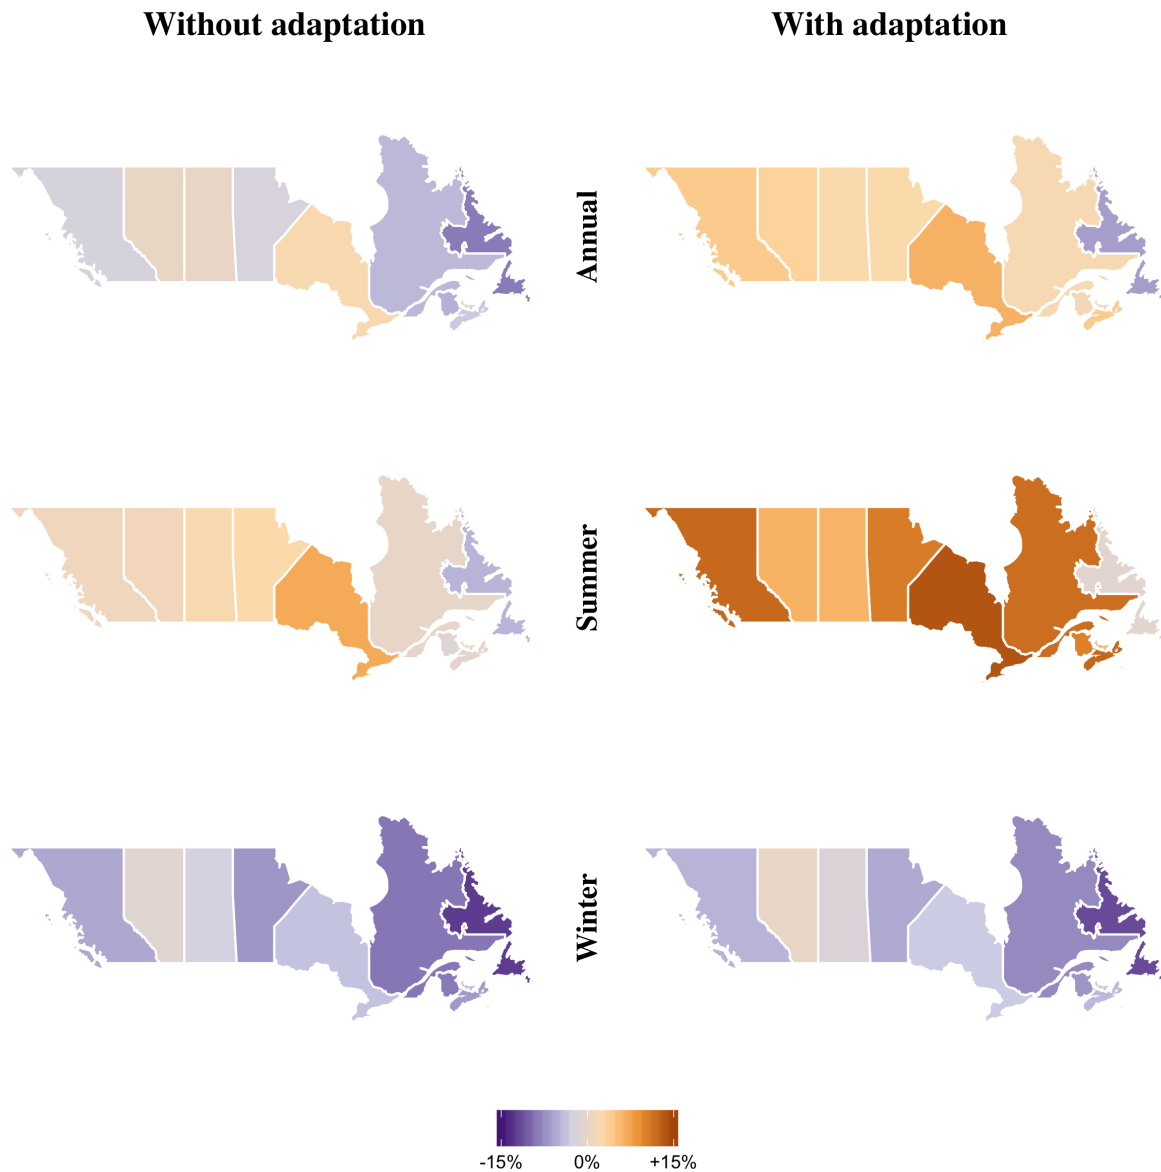 Without adaptation
With adaptation
Annual
Summer
Winter
-15%
0%
+15%